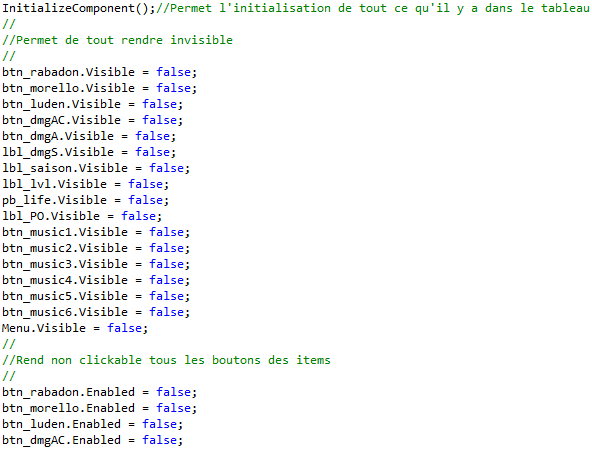 InitializeComponent();//Permet l'initialisation de tout ce qu'il y a dans le tableau
//
//Permet de tout rendre invisible
//
btn_rabadon.Visible = false;
btn_morello.Visible = false;
btn_luden.Visible = false;
btn_dmgAC.Visible = false;
btn_dmgA.Visible = false;
lbl_dmgS.Visible = false;
lbl_saison.Visible = false;
lbl_lvl.Visible = false;
pb_life.Visible = false;
lbl_PO.Visible = false;
btn_music1.Visible = false;
btn_music2.Visible = false;
btn_music3.Visible = false;
btn_music4.Visible = false;
btn_music5.Visible = false;
btn_music6.Visible = false;
Menu.Visible = false;
//
//Rend non clickable tous les boutons des items
//
btn_rabadon.Enabled = false;
btn_morello.Enabled = false;
btn_luden.Enabled = false;
btn_dmgAC.Enabled = false;